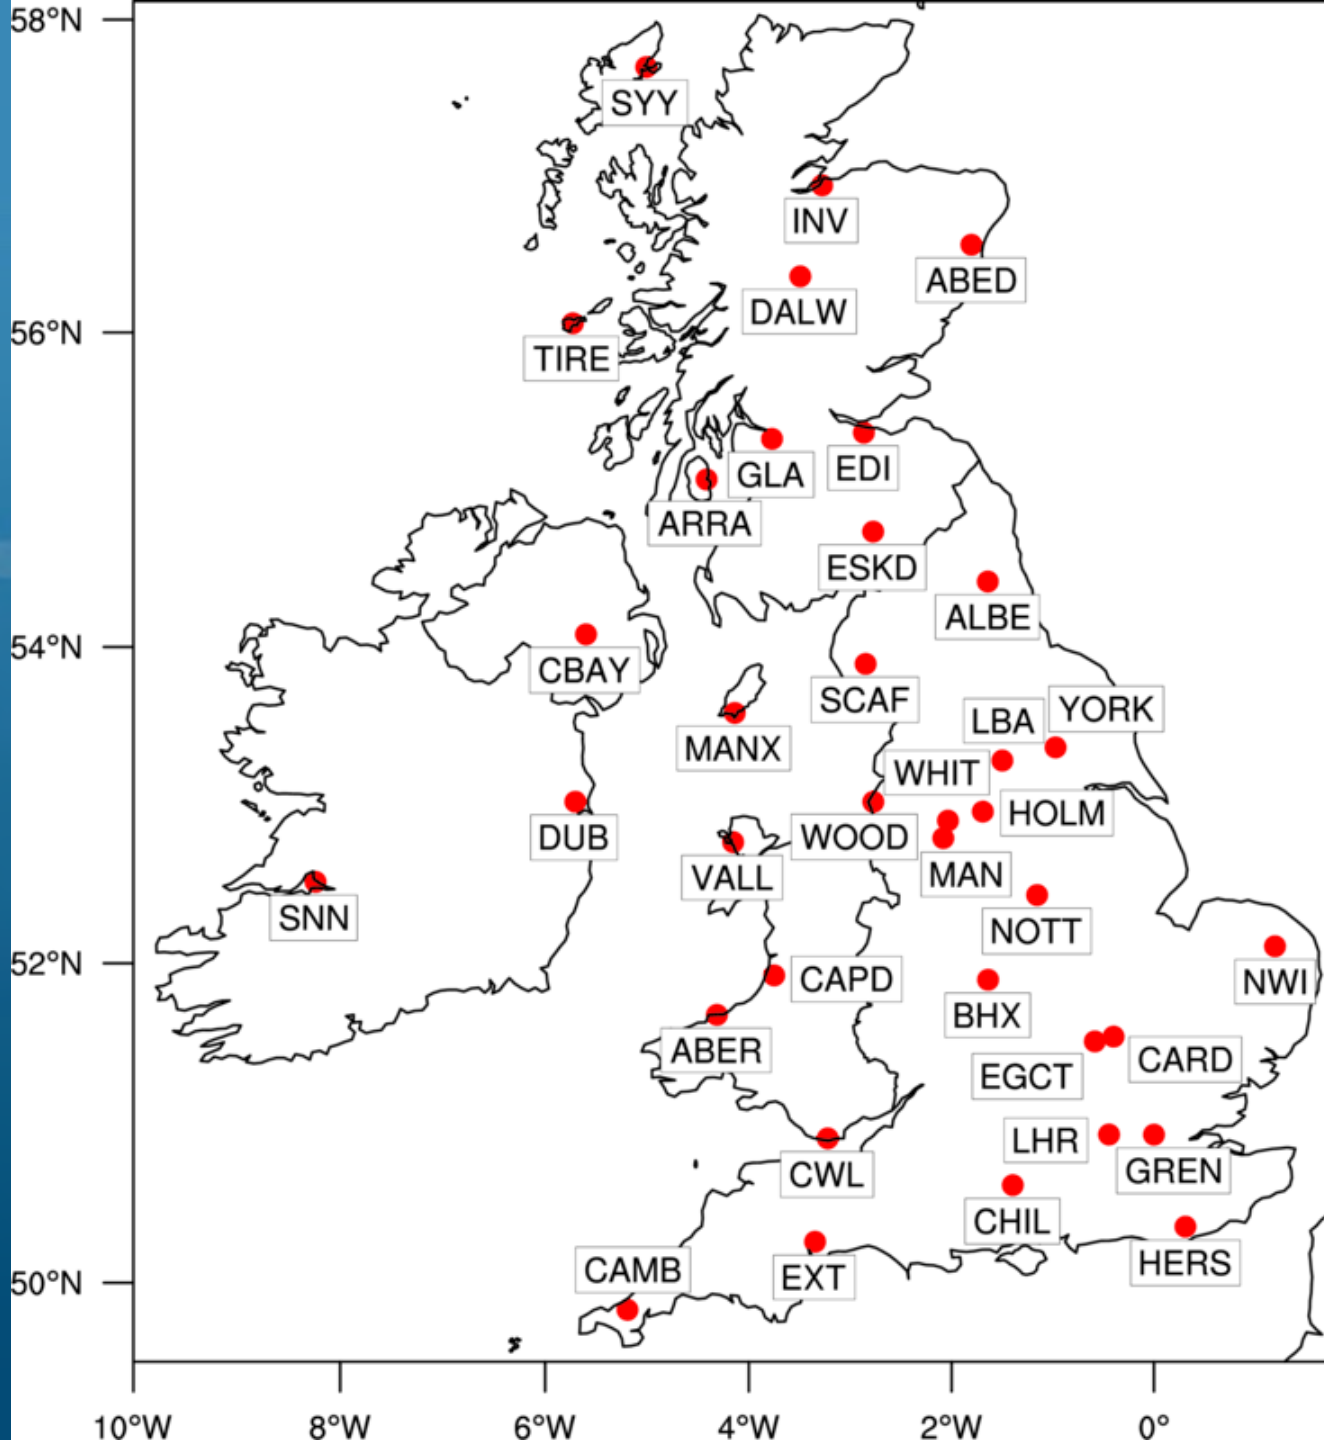 58°N
SYY
INV
ABED
DALW
56°N
TIRE
GLA
EDI
ARRA
ESKD
ALBE
54°N
CBAY
SCAF
YORK
LBA
MANX
WHIT
HOLM
DUB
WOOD
VALL
MAN
SNN
NOTT
52°N
CAPD
NWI
BHX
ABER
CARD
EGCT
LHR
GREN
CWL
CHIL
HERS
CAMB
EXT
50°N
10°W 8°W 6°W 4°W 2°W 0°